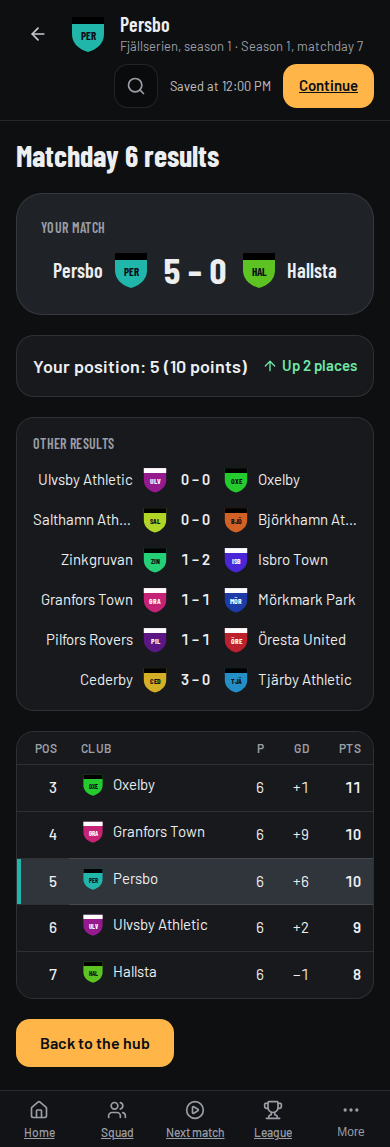 Persbo
PER
Fjällserien, season 1 · Season 1, matchday 7
Saved at 12:00 PM
Continue
Matchday 6 results
YOUR MATCH
Persbo PER 5 – 0 HAL Hallsta
Your position: 5 (10 points) ↑ Up 2 places
OTHER RESULTS
Ulvsby Athletic ULV 0 – 0 OXE Oxelby
Salthamn Ath... SAL 0 – 0 BJÖ Björkhamn At...
Zinkgruvan ZIN 1 – 2 ISB Isbro Town
Granfors Town GRA 1 – 1 MÖR Mörkmark Park
Pilfors Rovers PIL 1 – 1 ÖRE Öresta United
Cederby CED 3 – 0 TJÄ Tjärby Athletic
POS CLUB P GD PTS
3 OXE Oxelby 6 +1 11
4 GRA Granfors Town 6 +9 10
5 PER Persbo 6 +6 10
6 ULV Ulvsby Athletic 6 +2 9
7 HAL Hallsta 6 −1 8
Back to the hub
Home Squad Next match League More